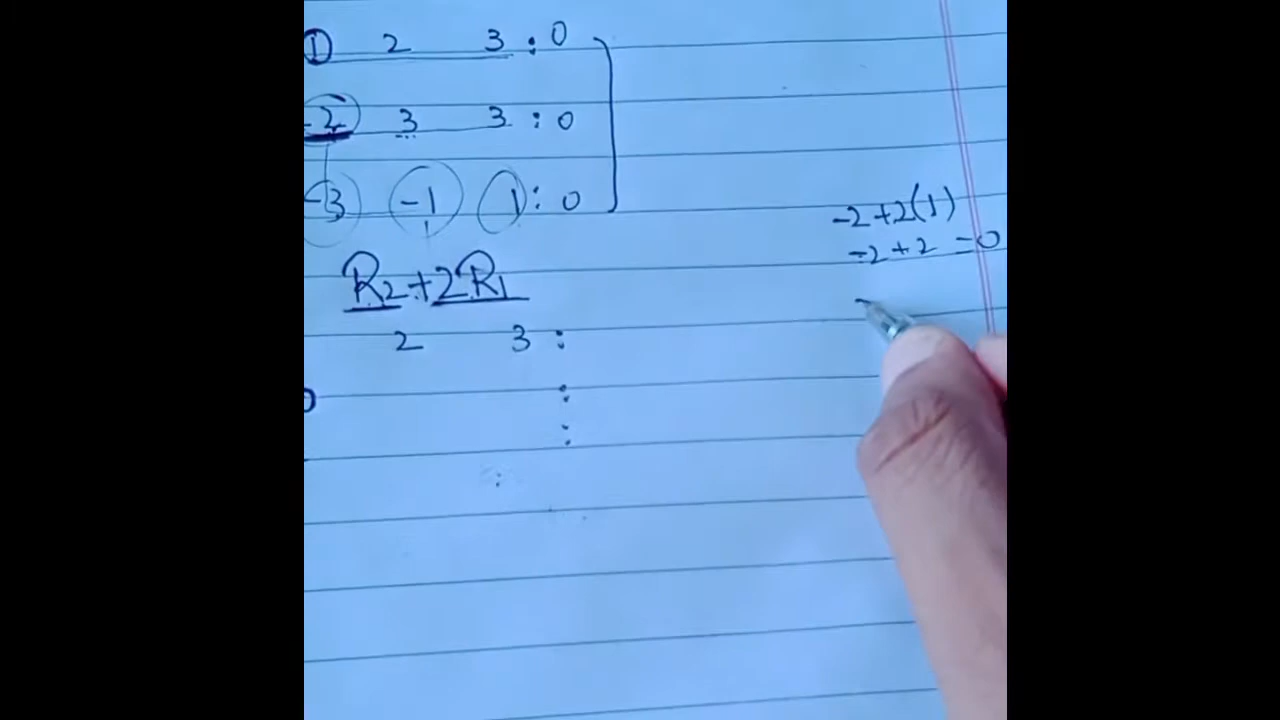 1 2 3 : 0
-2 3 3 : 0
-3 -1 1 : 0
-2+2(1)
-2+2 =0
R2+2R1
2 3 :
0 :
:
: